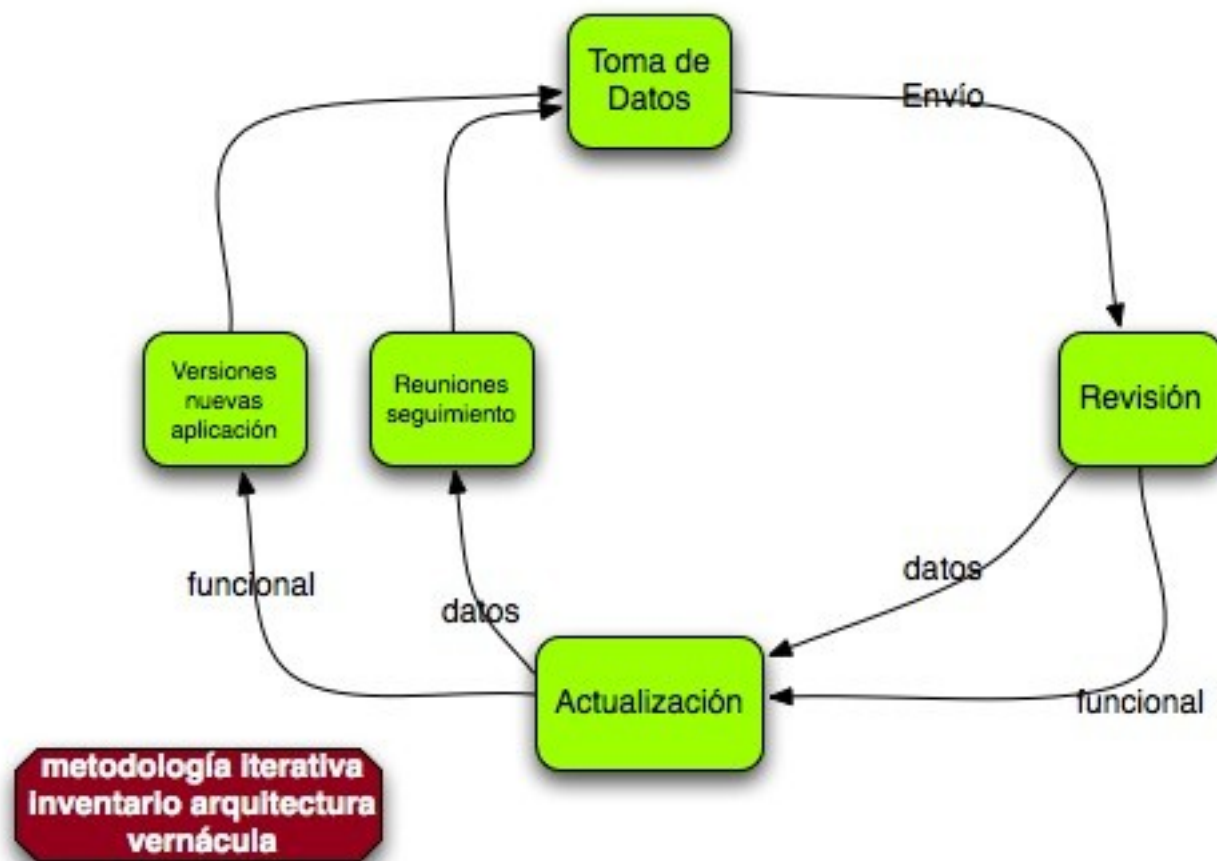 Toma de
Datos
Envío
Versiones
nuevas
aplicación
Reuniones
seguimiento
Revisión
funcional
datos
datos
Actualización
funcional
metodología iterativa
inventario arquitectura
vernácula